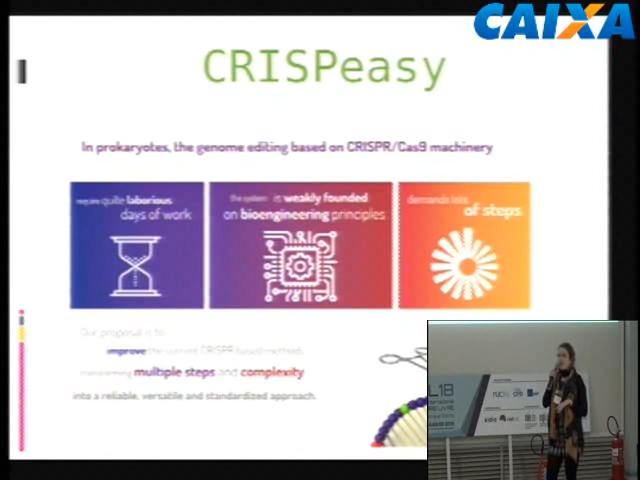 CAIXA
CRISPeasy
In prokaryotes, the genome editing based on CRISPR/Cas9 machinery
require quite laborious
days of work
the system is weakly founded
on bioengineering principles
demands lots
of steps
Our proposal is to
improve the current CRISPR based method,
transforming multiple steps and complexity
into a reliable, versatile and standardized approach.
L18